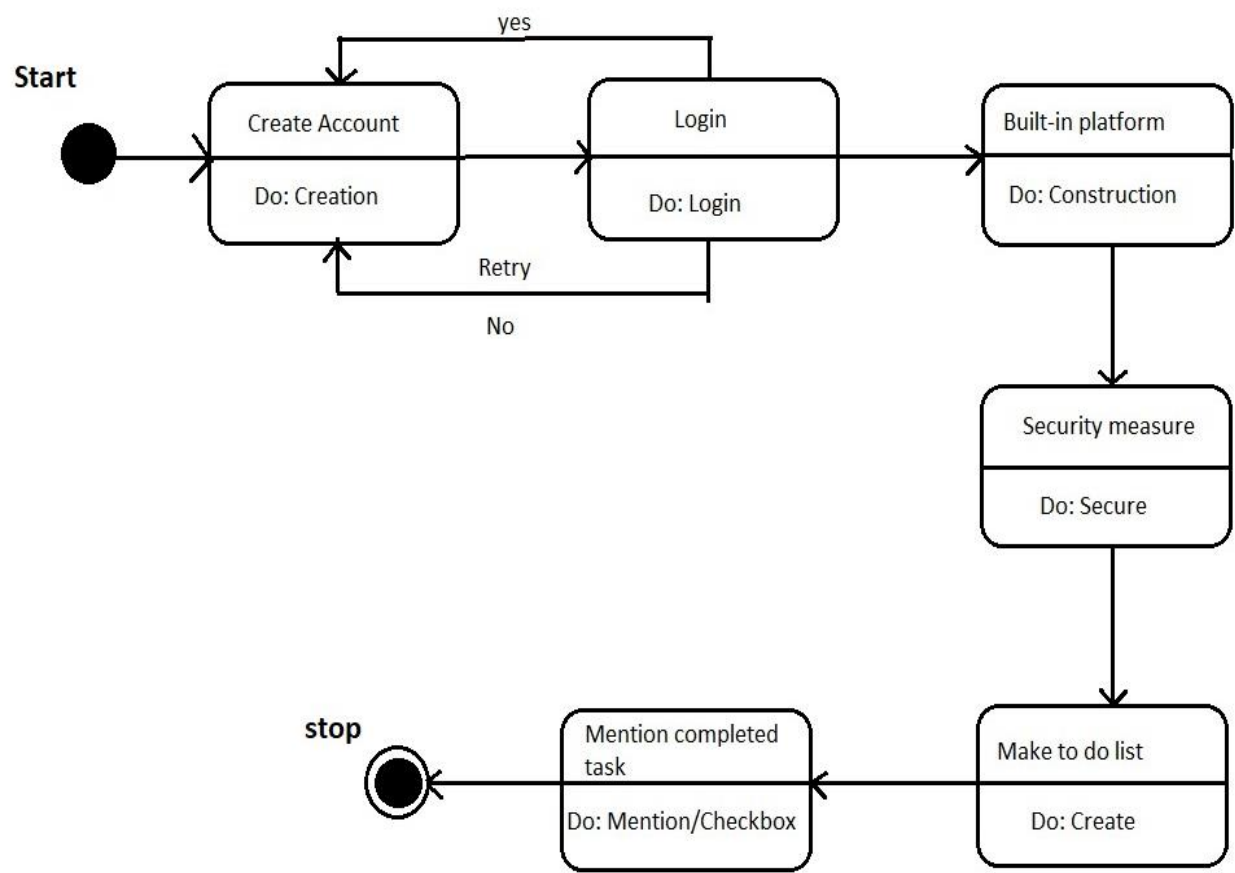 yes
Start
Create Account
Do: Creation
Login
Do: Login
Built-in platform
Do: Construction
Retry
No
Security measure
Do: Secure
stop
Mention completed
task
Do: Mention/Checkbox
Make to do list
Do: Create